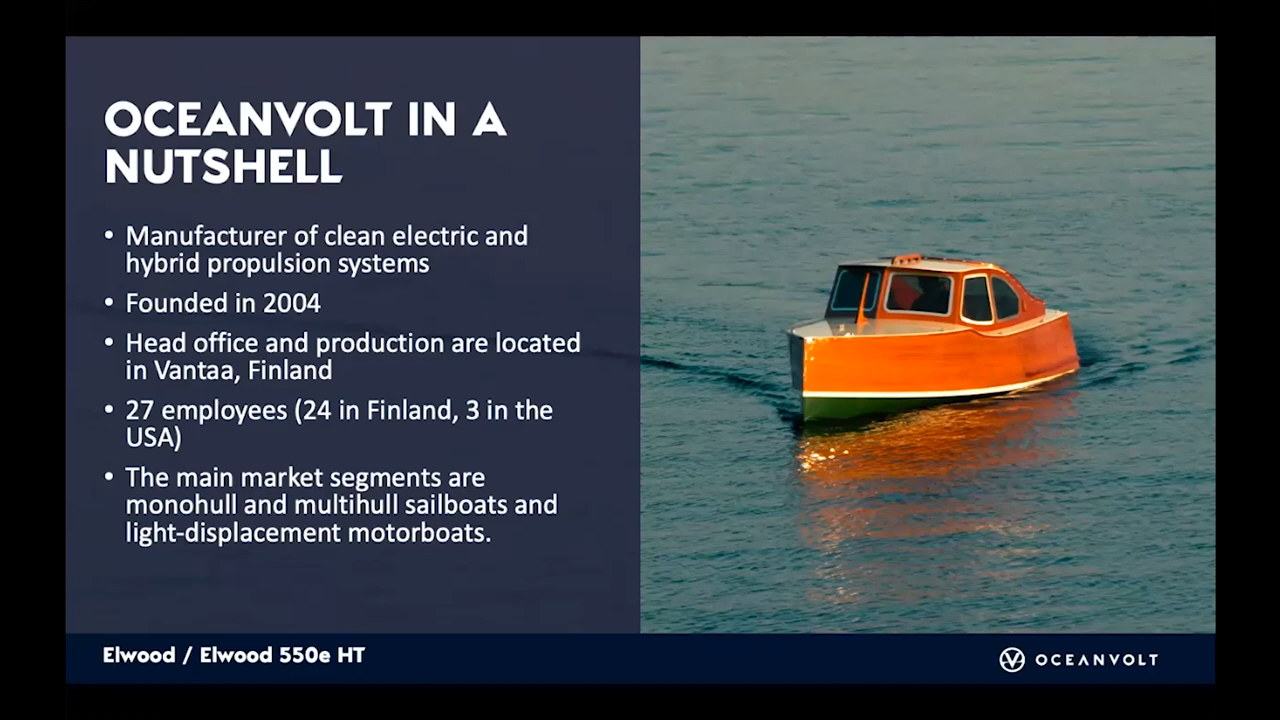 OCEANVOLT IN A
NUTSHELL
• Manufacturer of clean electric and
hybrid propulsion systems
• Founded in 2004
• Head office and production are located
in Vantaa, Finland
• 27 employees (24 in Finland, 3 in the
USA)
• The main market segments are
monohull and multihull sailboats and
light-displacement motorboats.
Elwood / Elwood 550e HT
OCEANVOLT